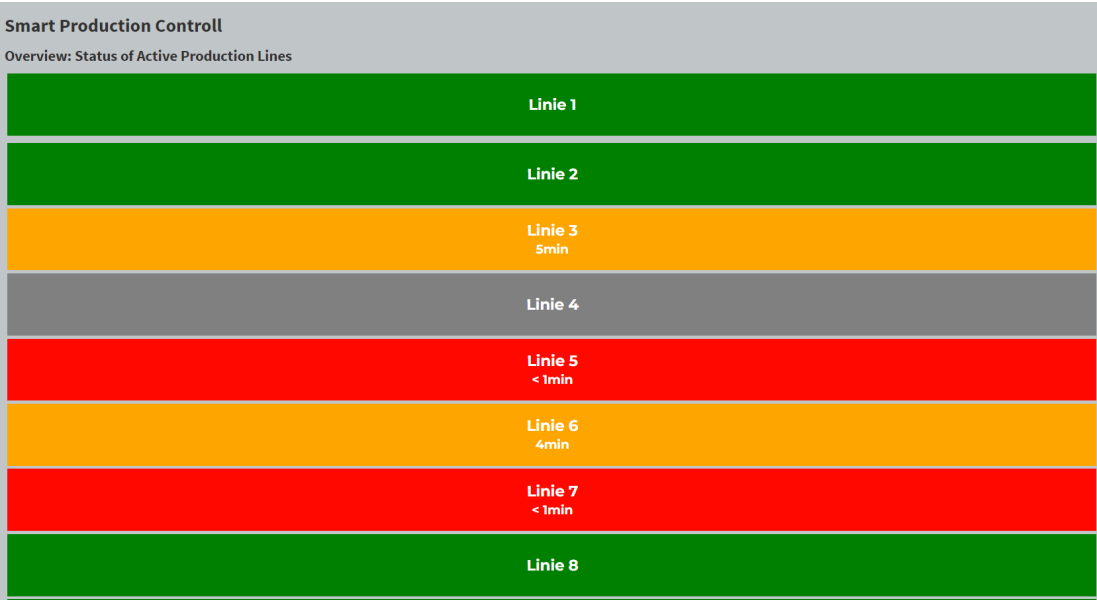 Smart Production Controll
Overview: Status of Active Production Lines
Linie 1
Linie 2
Linie 3
5min
Linie 4
Linie 5
< 1min
Linie 6
4min
Linie 7
< 1min
Linie 8